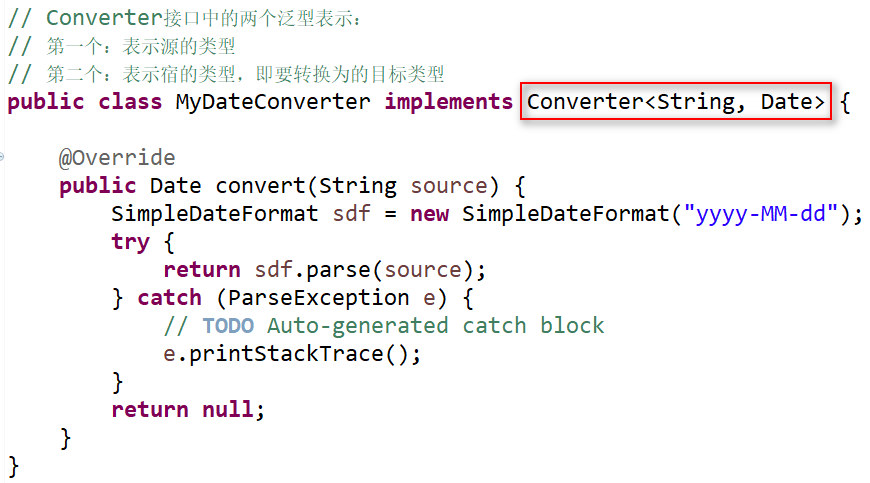 // Converter接口中的两个泛型表示:
// 第一个: 表示源的类型
// 第二个: 表示宿的类型, 即要转换为的目标类型
public class MyDateConverter implements Converter<String, Date> {
@Override
public Date convert(String source) {
SimpleDateFormat sdf = new SimpleDateFormat("yyyy-MM-dd");
try {
return sdf.parse(source);
} catch (ParseException e) {
// TODO Auto-generated catch block
e.printStackTrace();
}
return null;
}
}